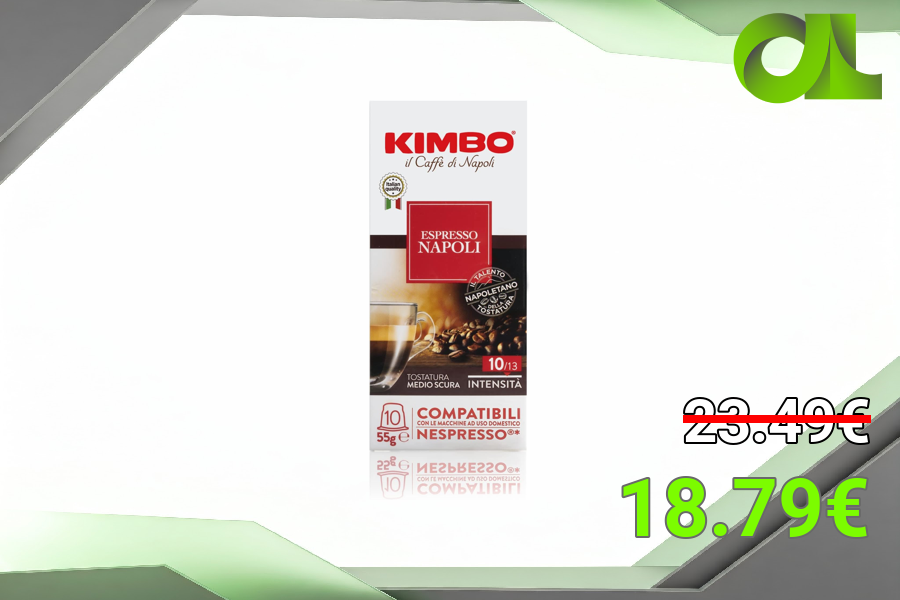 KIMBO®
il Caffè di Napoli
Italian
quality
ESPRESSO
NAPOLI
IL TALENTO
NAPOLETANO
DELLA
TOSTATURA
10/13
TOSTATURA
MEDIO SCURA
INTENSITÀ
10
55g e
COMPATIBILI
CON LE MACCHINE AD USO DOMESTICO
NESPRESSO®*
23.49€
18.79€